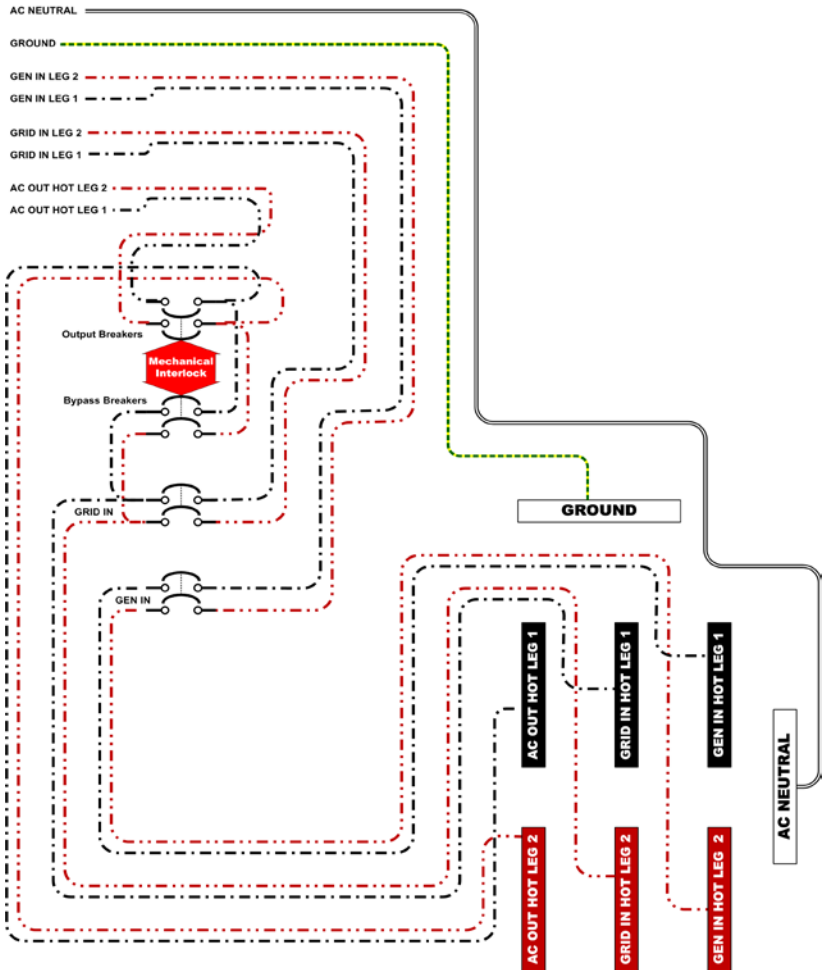 AC NEUTRAL
GROUND
GEN IN LEG 2
GEN IN LEG 1
GRID IN LEG 2
GRID IN LEG 1
AC OUT HOT LEG 2
AC OUT HOT LEG 1
Output Breakers
Mechanical
Interlock
Bypass Breakers
GRID IN
GROUND
GEN IN
AC OUT HOT LEG 1
GRID IN HOT LEG 1
GEN IN HOT LEG 1
AC NEUTRAL
AC OUT HOT LEG 2
GRID IN HOT LEG 2
GEN IN HOT LEG 2